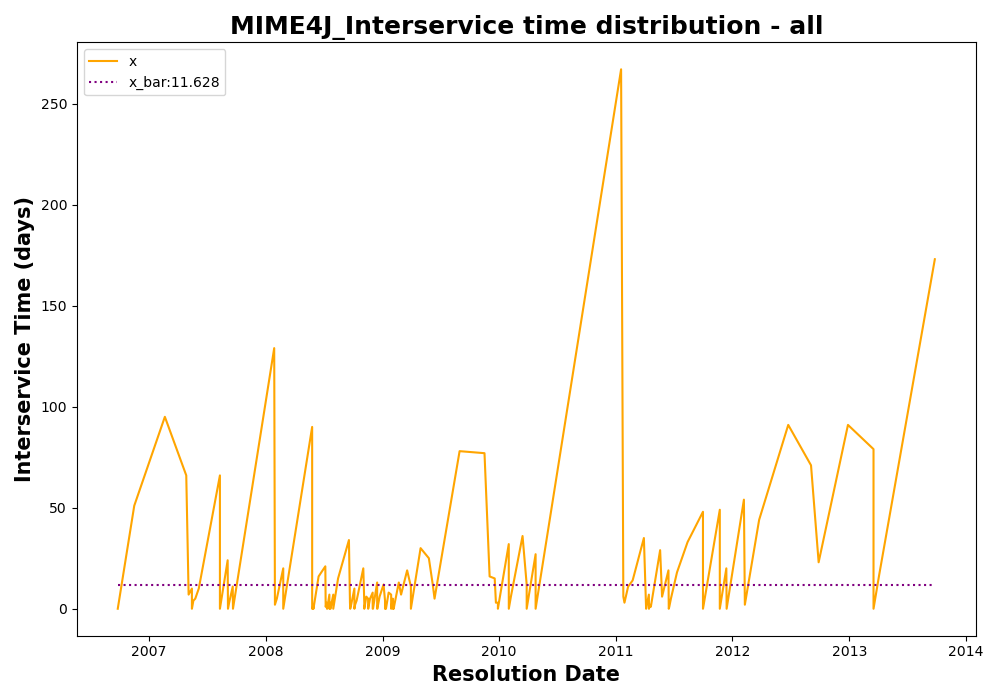 MIME4J_Interservice time distribution - all
x
x_bar:11.628
Interservice Time (days)
250
200
150
100
50
0
2007 2008 2009 2010 2011 2012 2013 2014
Resolution Date